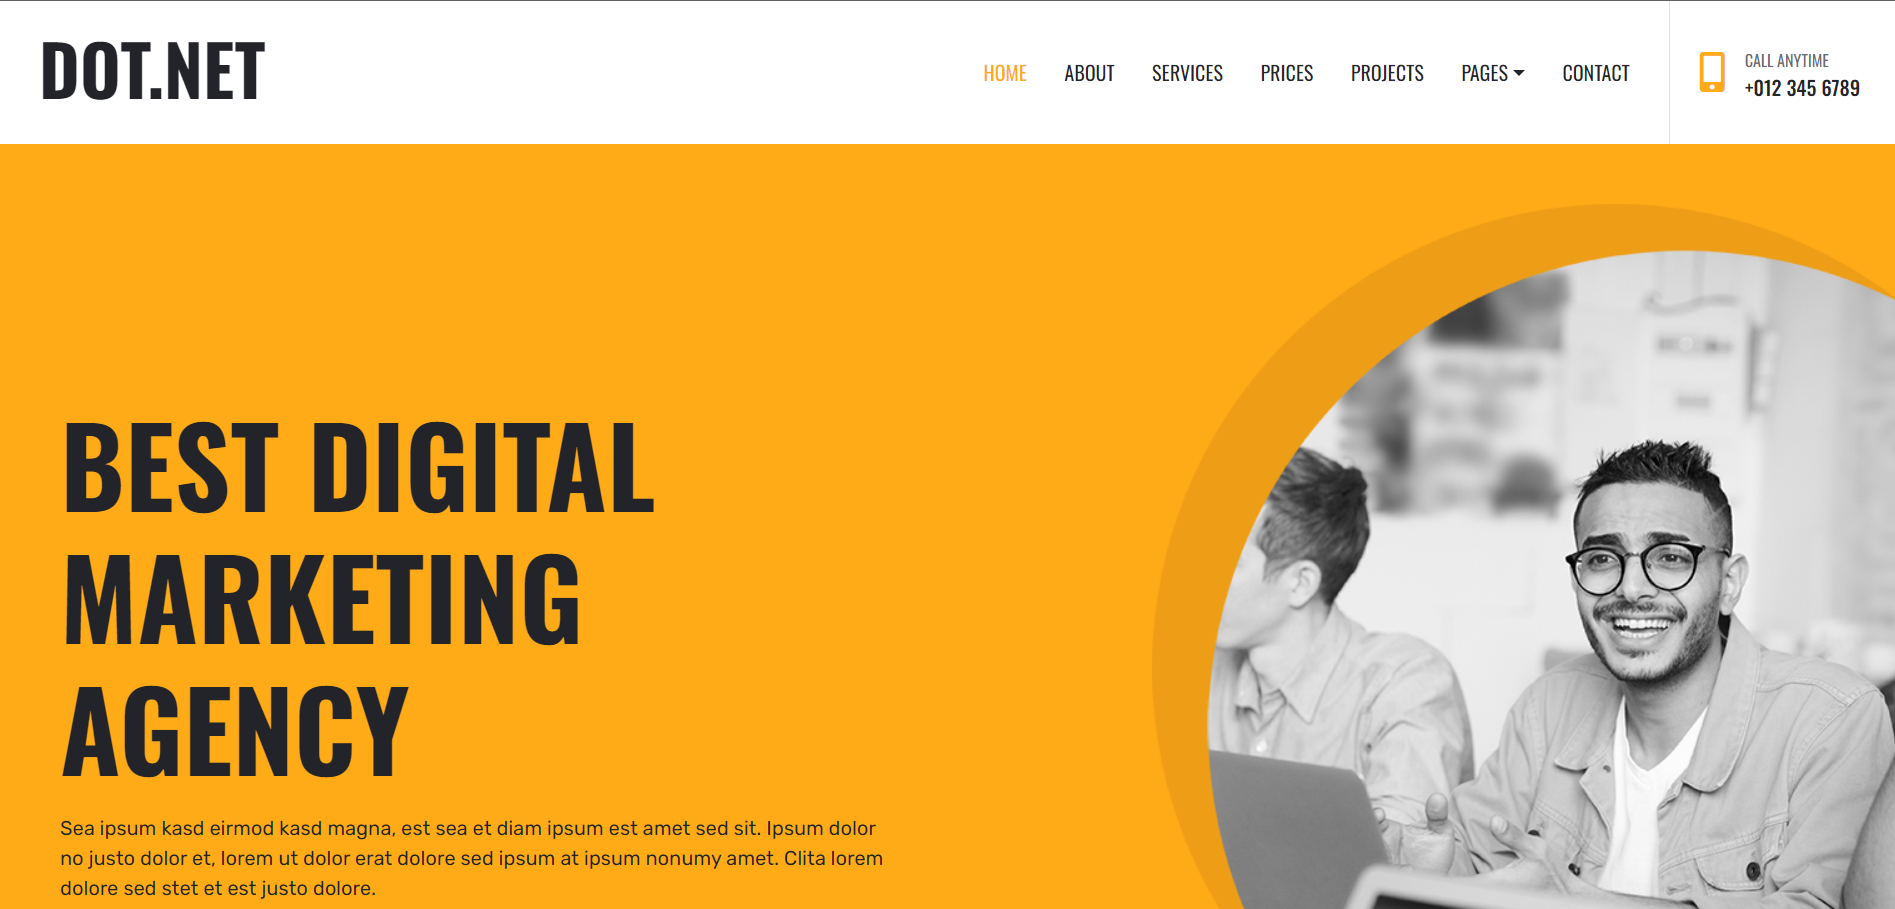 DOT.NET
HOME ABOUT SERVICES PRICES PROJECTS PAGES CONTACT
CALL ANYTIME
+012 345 6789
BEST DIGITAL
MARKETING
AGENCY
Sea ipsum kasd eirmod kasd magna, est sea et diam ipsum est amet sed sit. Ipsum dolor
no justo dolor et, lorem ut dolor erat dolore sed ipsum at ipsum nonumy amet. Clita lorem
dolore sed stet et est justo dolore.